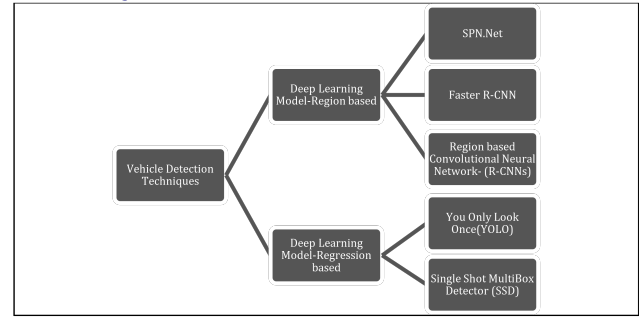 SPN.Net
Deep Learning
Model-Region based
Faster R-CNN
Region based
Convolutional Neural
Network- (R-CNNs)
Vehicle Detection
Techniques
You Only Look
Once(YOLO)
Deep Learning
Model-Regression
based
Single Shot MultiBox
Detector (SSD)